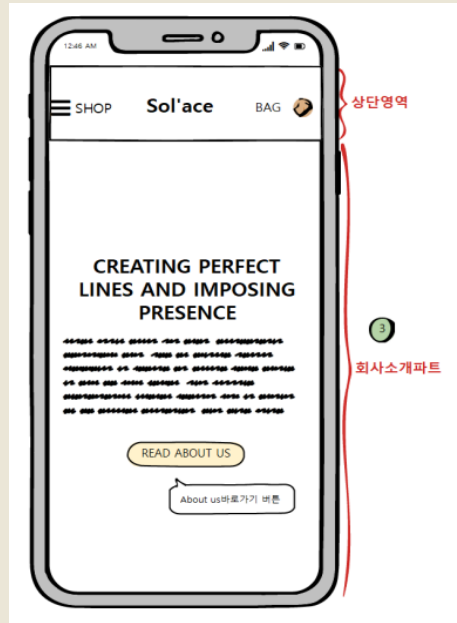 12:46 AM
SHOP Sol'ace BAG
상단영역
CREATING PERFECT
LINES AND IMPOSING
PRESENCE
3
회사소개파트
READ ABOUT US
About us바로가기 버튼